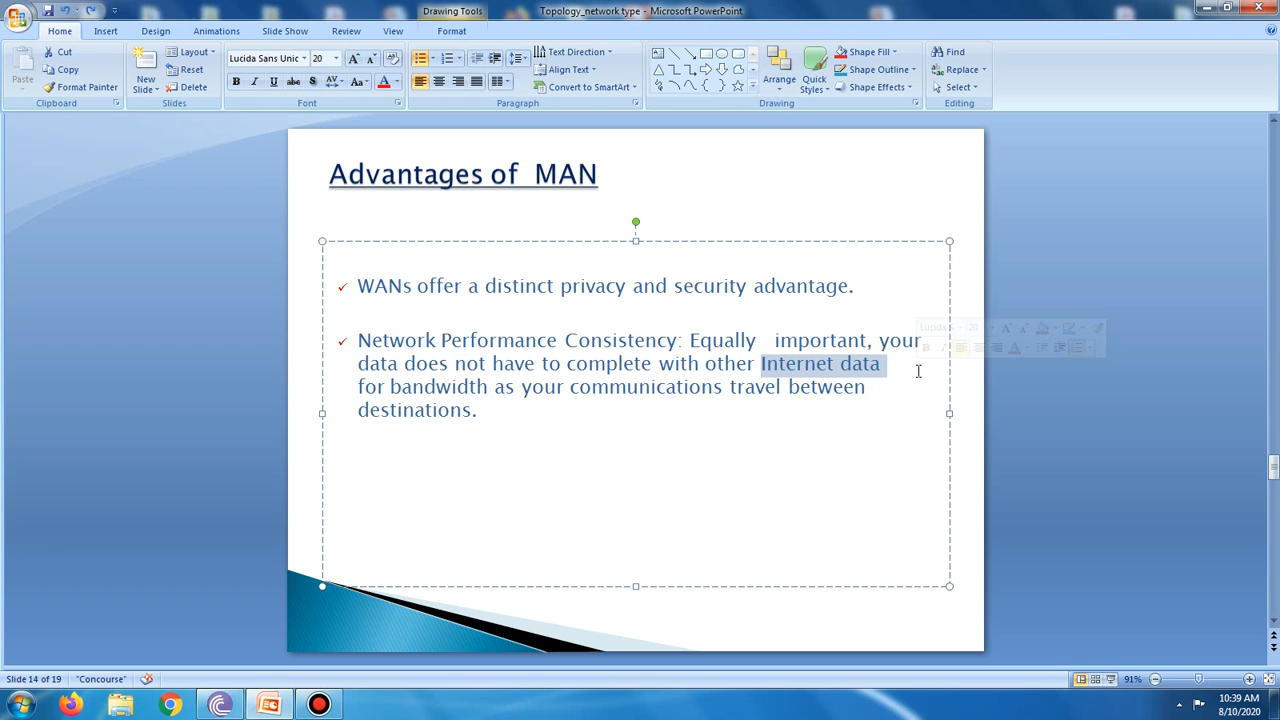 Drawing Tools
Topology_network type - Microsoft PowerPoint
Home Insert Design Animations Slide Show Review View Format
Cut
Copy
Format Painter
Paste
Clipboard
New
Slide
Layout
Reset
Delete
Slides
Lucida Sans Unic 20
B I U abc S AV Aa A
Font
Text Direction
Align Text
Convert to SmartArt
Paragraph
Arrange
Quick
Styles
Shape Fill
Shape Outline
Shape Effects
Drawing
Find
Replace
Select
Editing
Advantages of MAN
WANs offer a distinct privacy and security advantage.
Network Performance Consistency: Equally important, your
data does not have to complete with other Internet data
for bandwidth as your communications travel between
destinations.
Slide 14 of 19 "Concourse" 91%
10:39 AM
8/10/2020